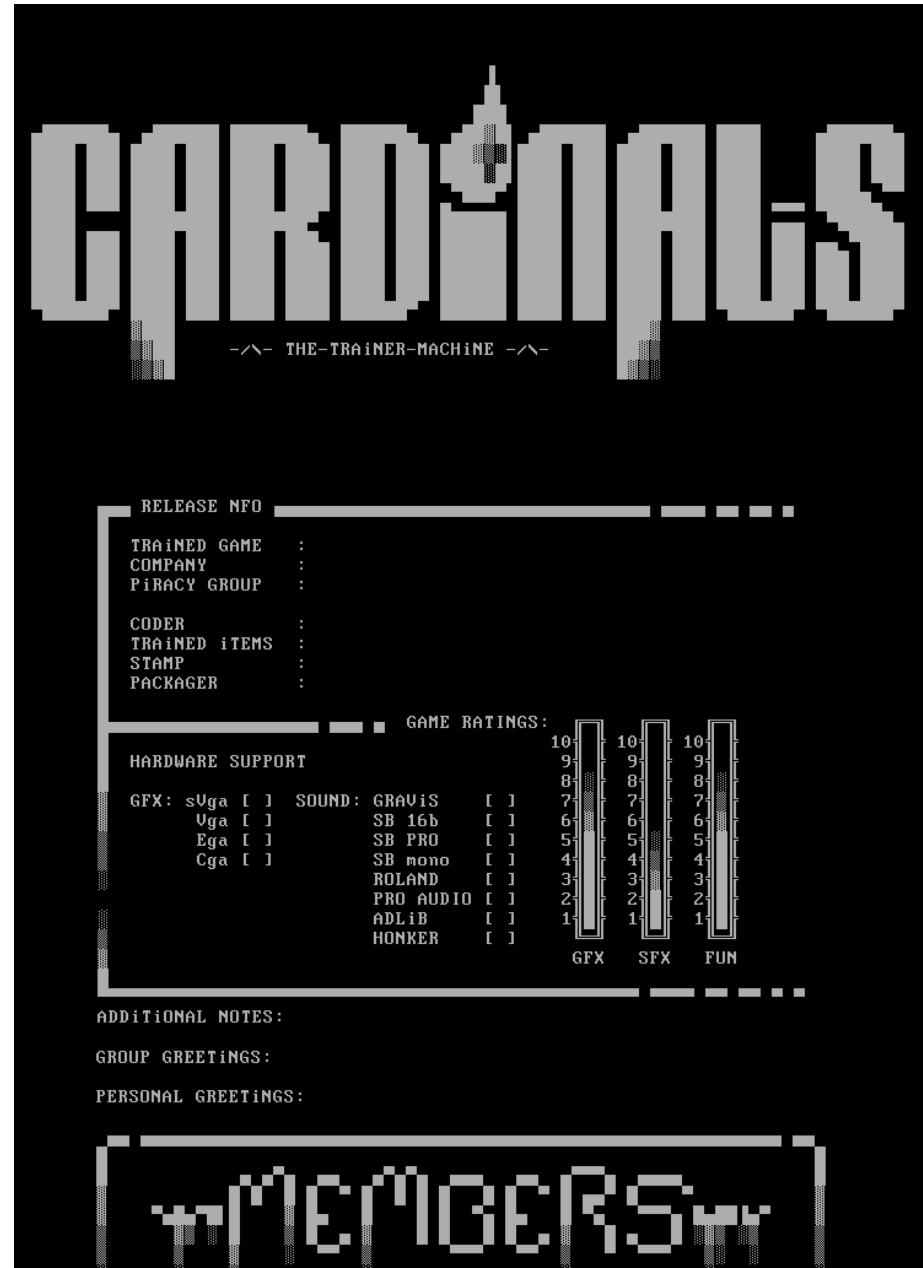 CARDiNALS
-/\- THE-TRAiNER-MACHiNE -/\-
RELEASE NFO
TRAiNED GAME :
COMPANY :
PiRACY GROUP :
CODER :
TRAiNED iTEMS :
STAMP :
PACKAGER :
GAME RATINGS:
HARDWARE SUPPORT
GFX: sVga [ ] SOUND: GRAViS [ ]
Vga [ ] SB 16b [ ]
Ega [ ] SB PRO [ ]
Cga [ ] SB mono [ ]
ROLAND [ ]
PRO AUDIO [ ]
ADLiB [ ]
HONKER [ ]
10 10 10
9 9 9
8 8 8
7 7 7
6 6 6
5 5 5
4 4 4
3 3 3
2 2 2
1 1 1
GFX SFX FUN
ADDiTiONAL NOTES:
GROUP GREETiNGS:
PERSONAL GREETiNGS:
MEMBERS